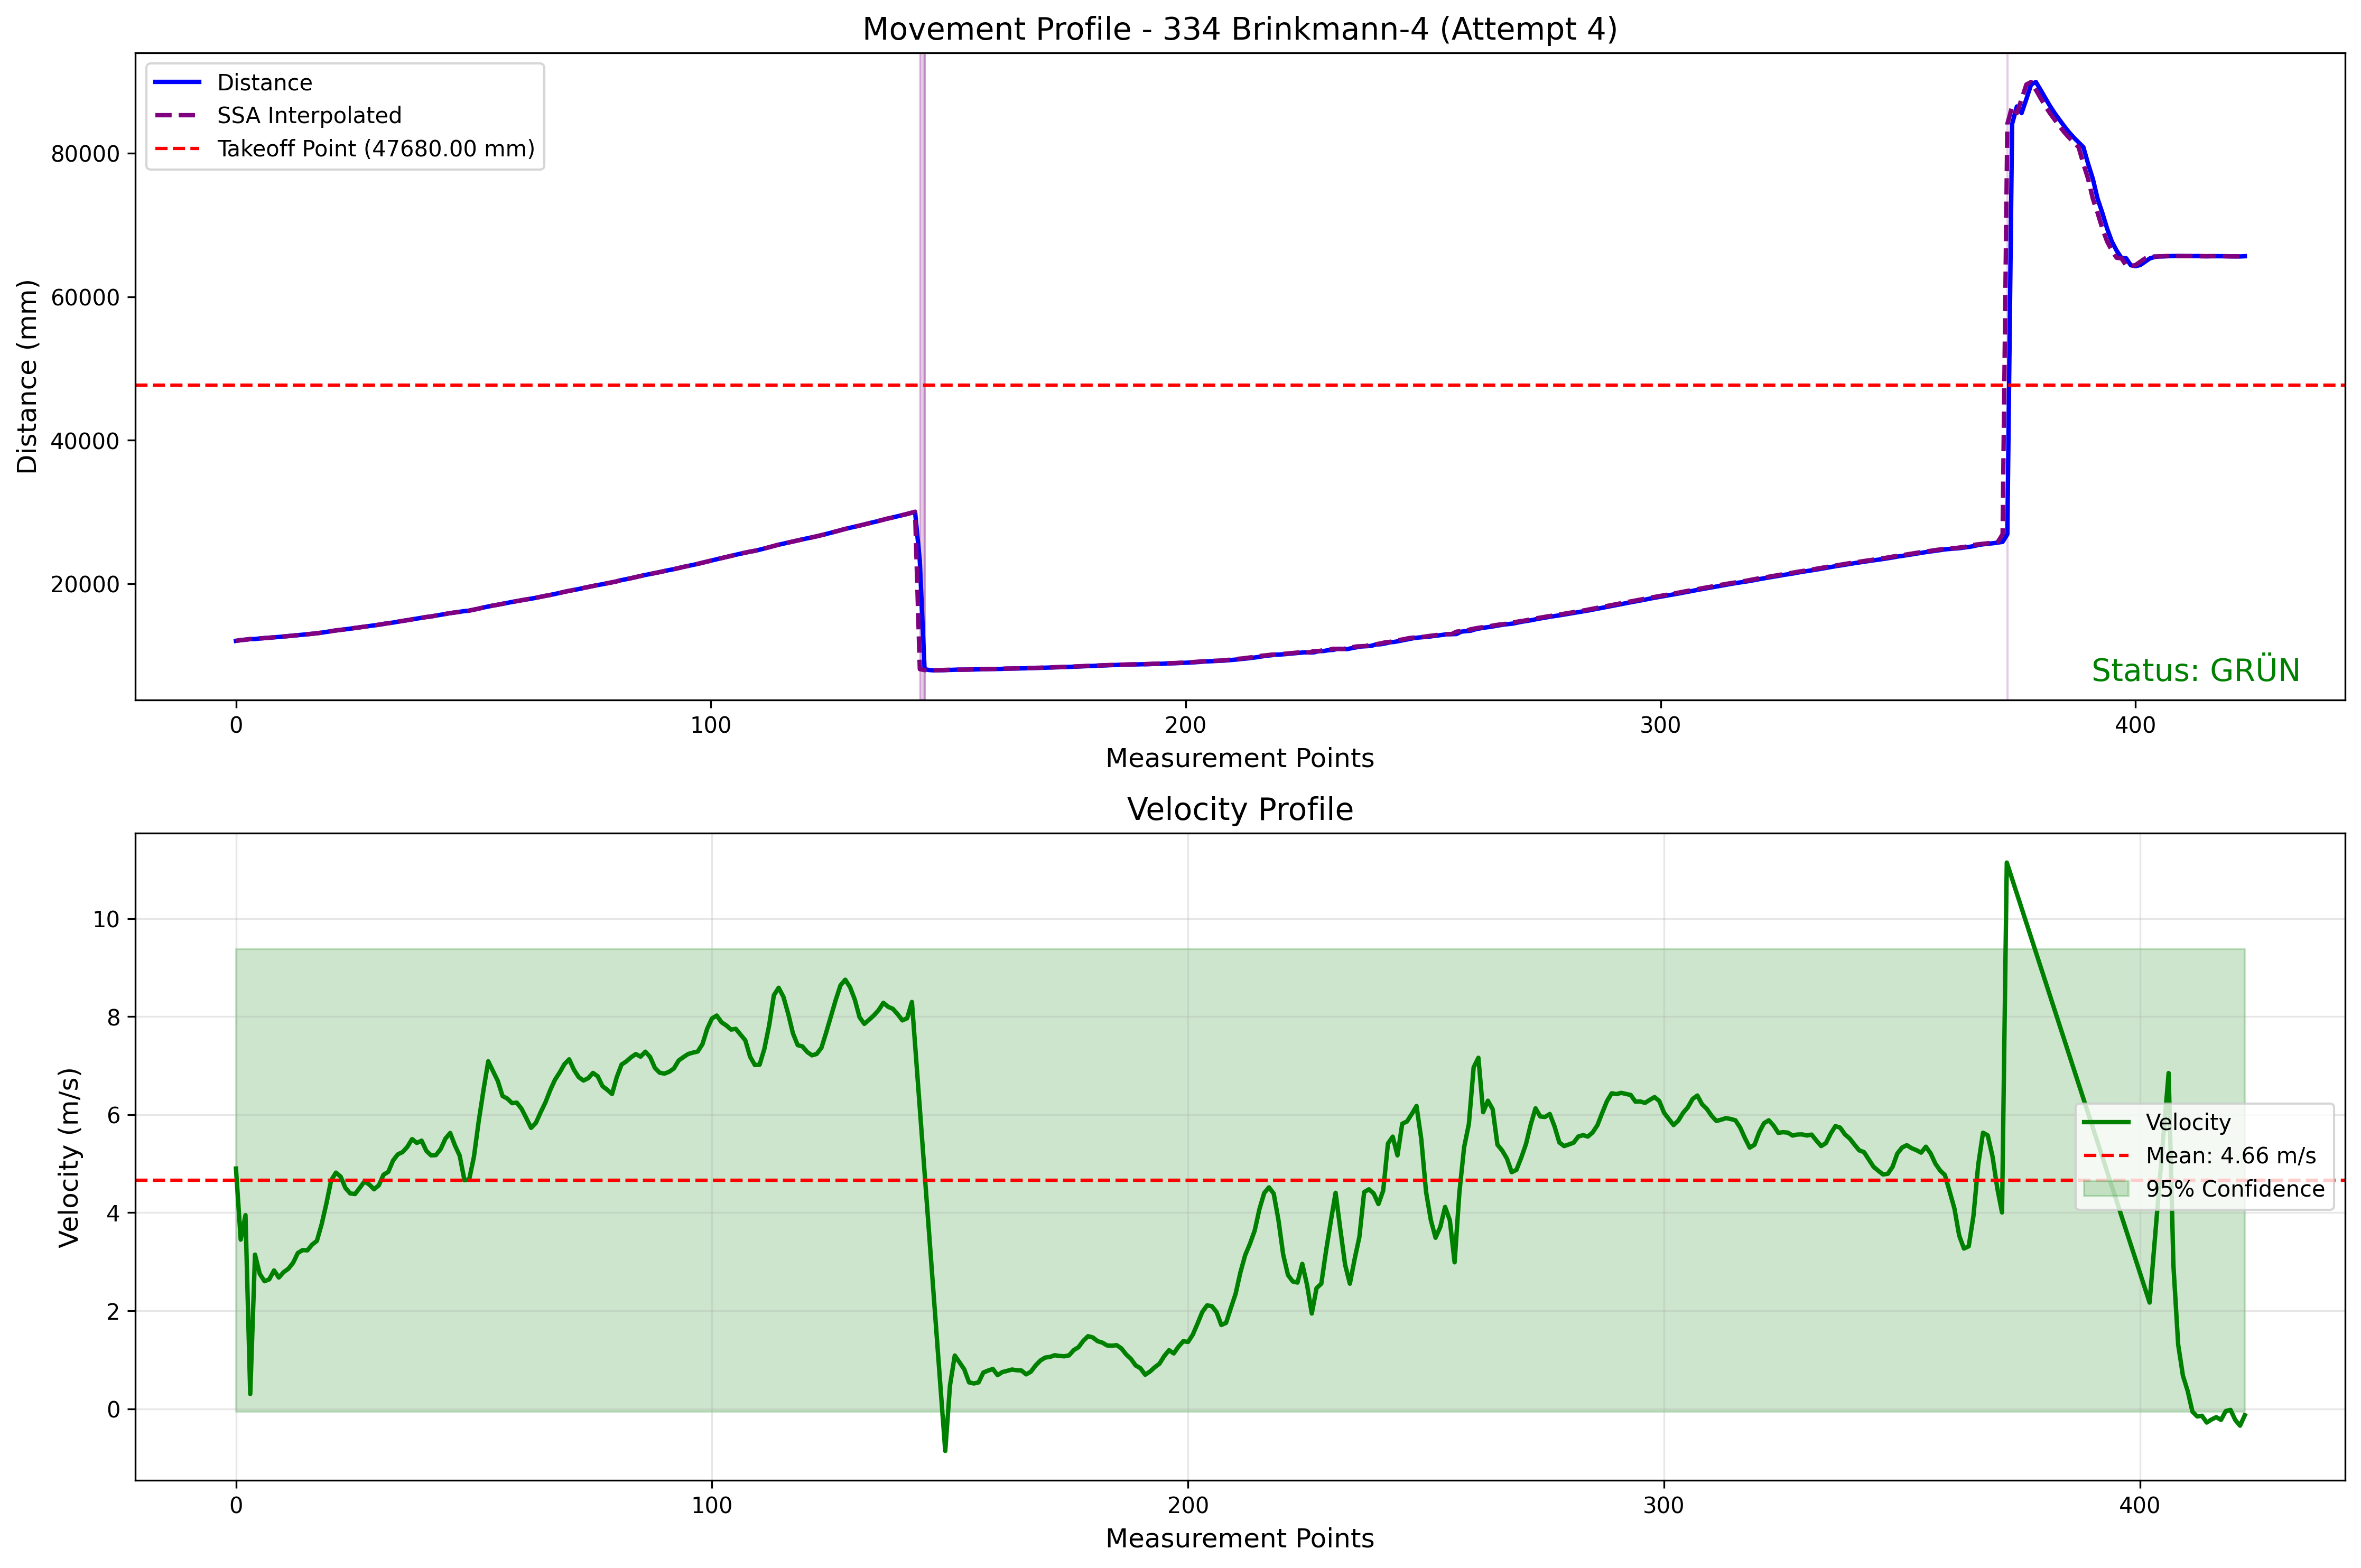 Movement Profile - 334 Brinkmann-4 (Attempt 4)
Distance
SSA Interpolated
Takeoff Point (47680.00 mm)
Distance (mm)
80000
60000
40000
20000
Status: GRÜN
0 100 200 300 400
Measurement Points
Velocity Profile
Velocity (m/s)
10
8
6
4
2
0
Velocity
Mean: 4.66 m/s
95% Confidence
0 100 200 300 400
Measurement Points